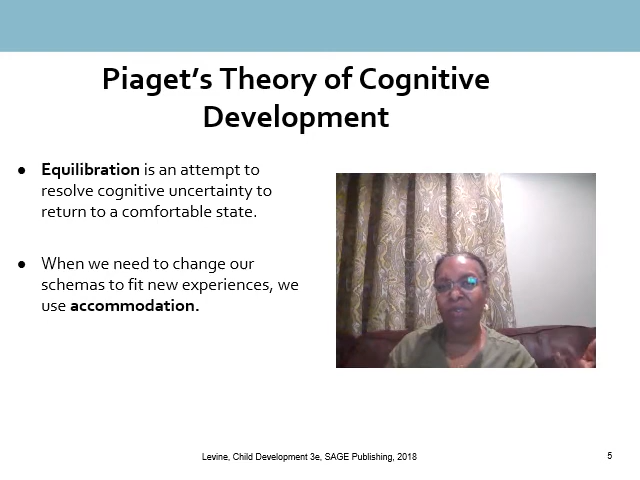 Piaget's Theory of Cognitive
Development
● Equilibration is an attempt to
resolve cognitive uncertainty to
return to a comfortable state.
● When we need to change our
schemas to fit new experiences, we
use accommodation.
Levine, Child Development 3e, SAGE Publishing, 2018
5